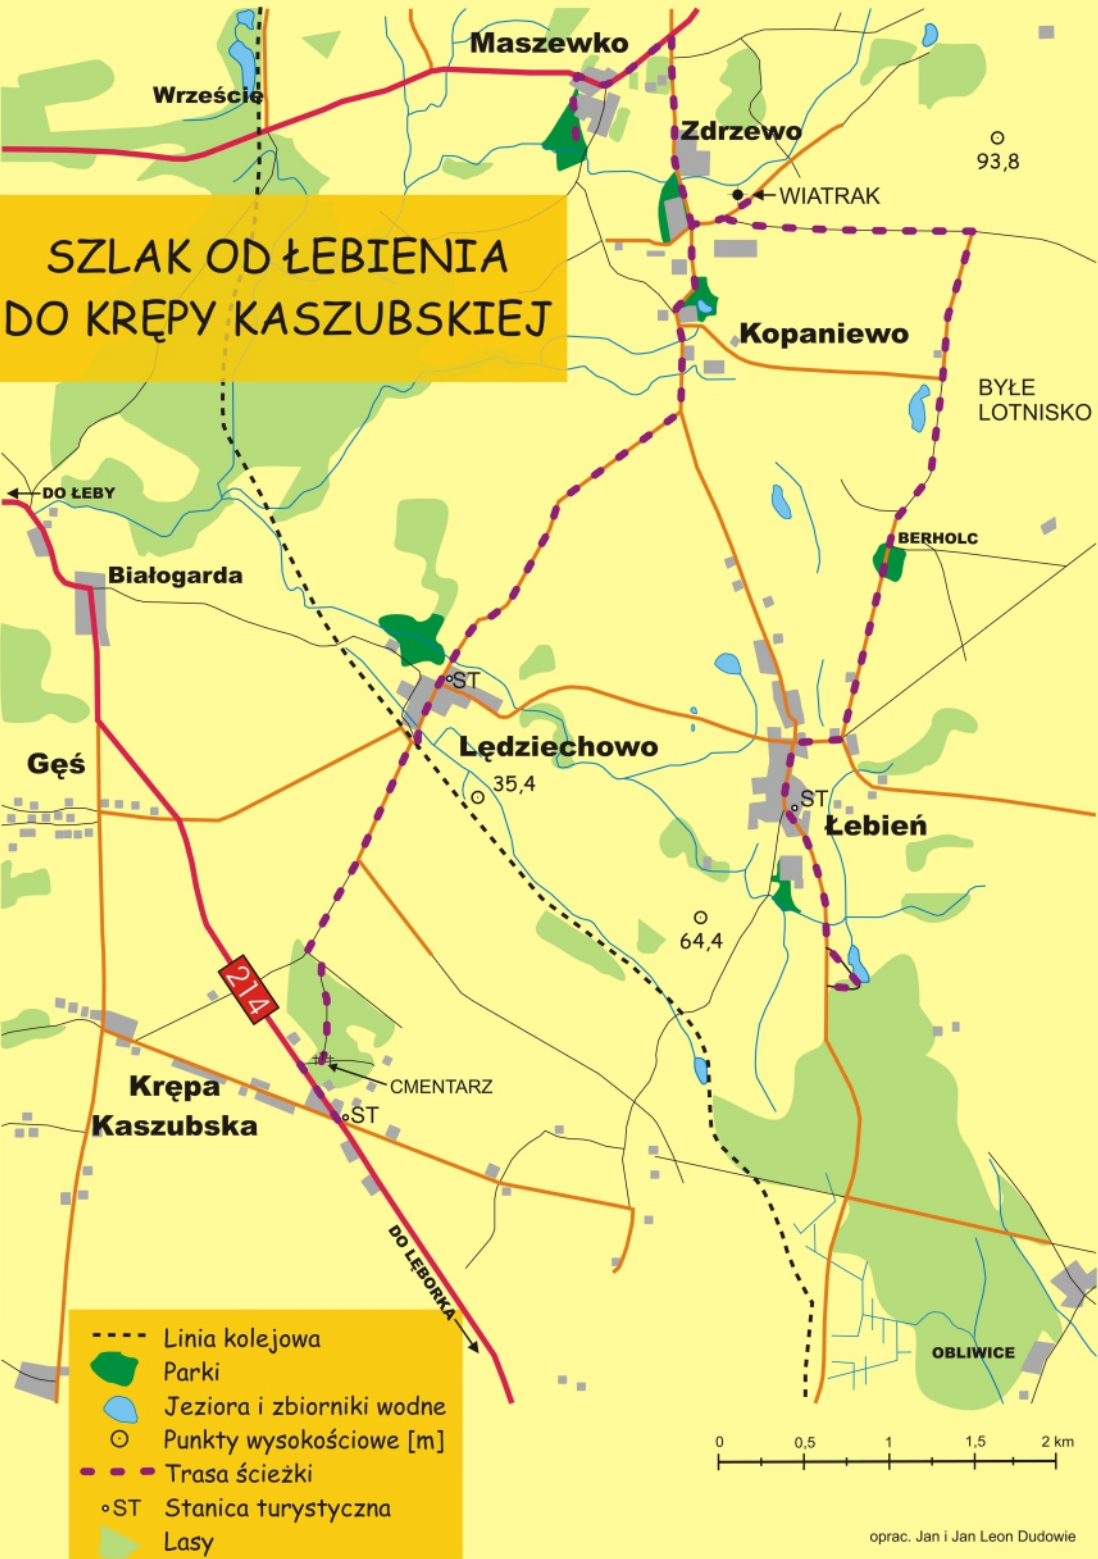 Maszewko
Wrzeście
Zdrzewo
93,8
WIATRAK
SZLAK OD ŁEBIENIA
DO KRĘPY KASZUBSKIEJ
Kopaniewo
BYŁE
LOTNISKO
DO ŁEBY
BERHOLC
Białogarda
ST
Lędziechowo
Gęś
35,4
ST
Łebień
64,4
214
Krępa
Kaszubska
CMENTARZ
ST
DO LĘBORKA
OBLIWICE
Linia kolejowa
Parki
Jeziora i zbiorniki wodne
Punkty wysokościowe [m]
Trasa ścieżki
ST Stanica turystyczna
Lasy
0 0,5 1 1,5 2 km
oprac. Jan i Jan Leon Dudowie